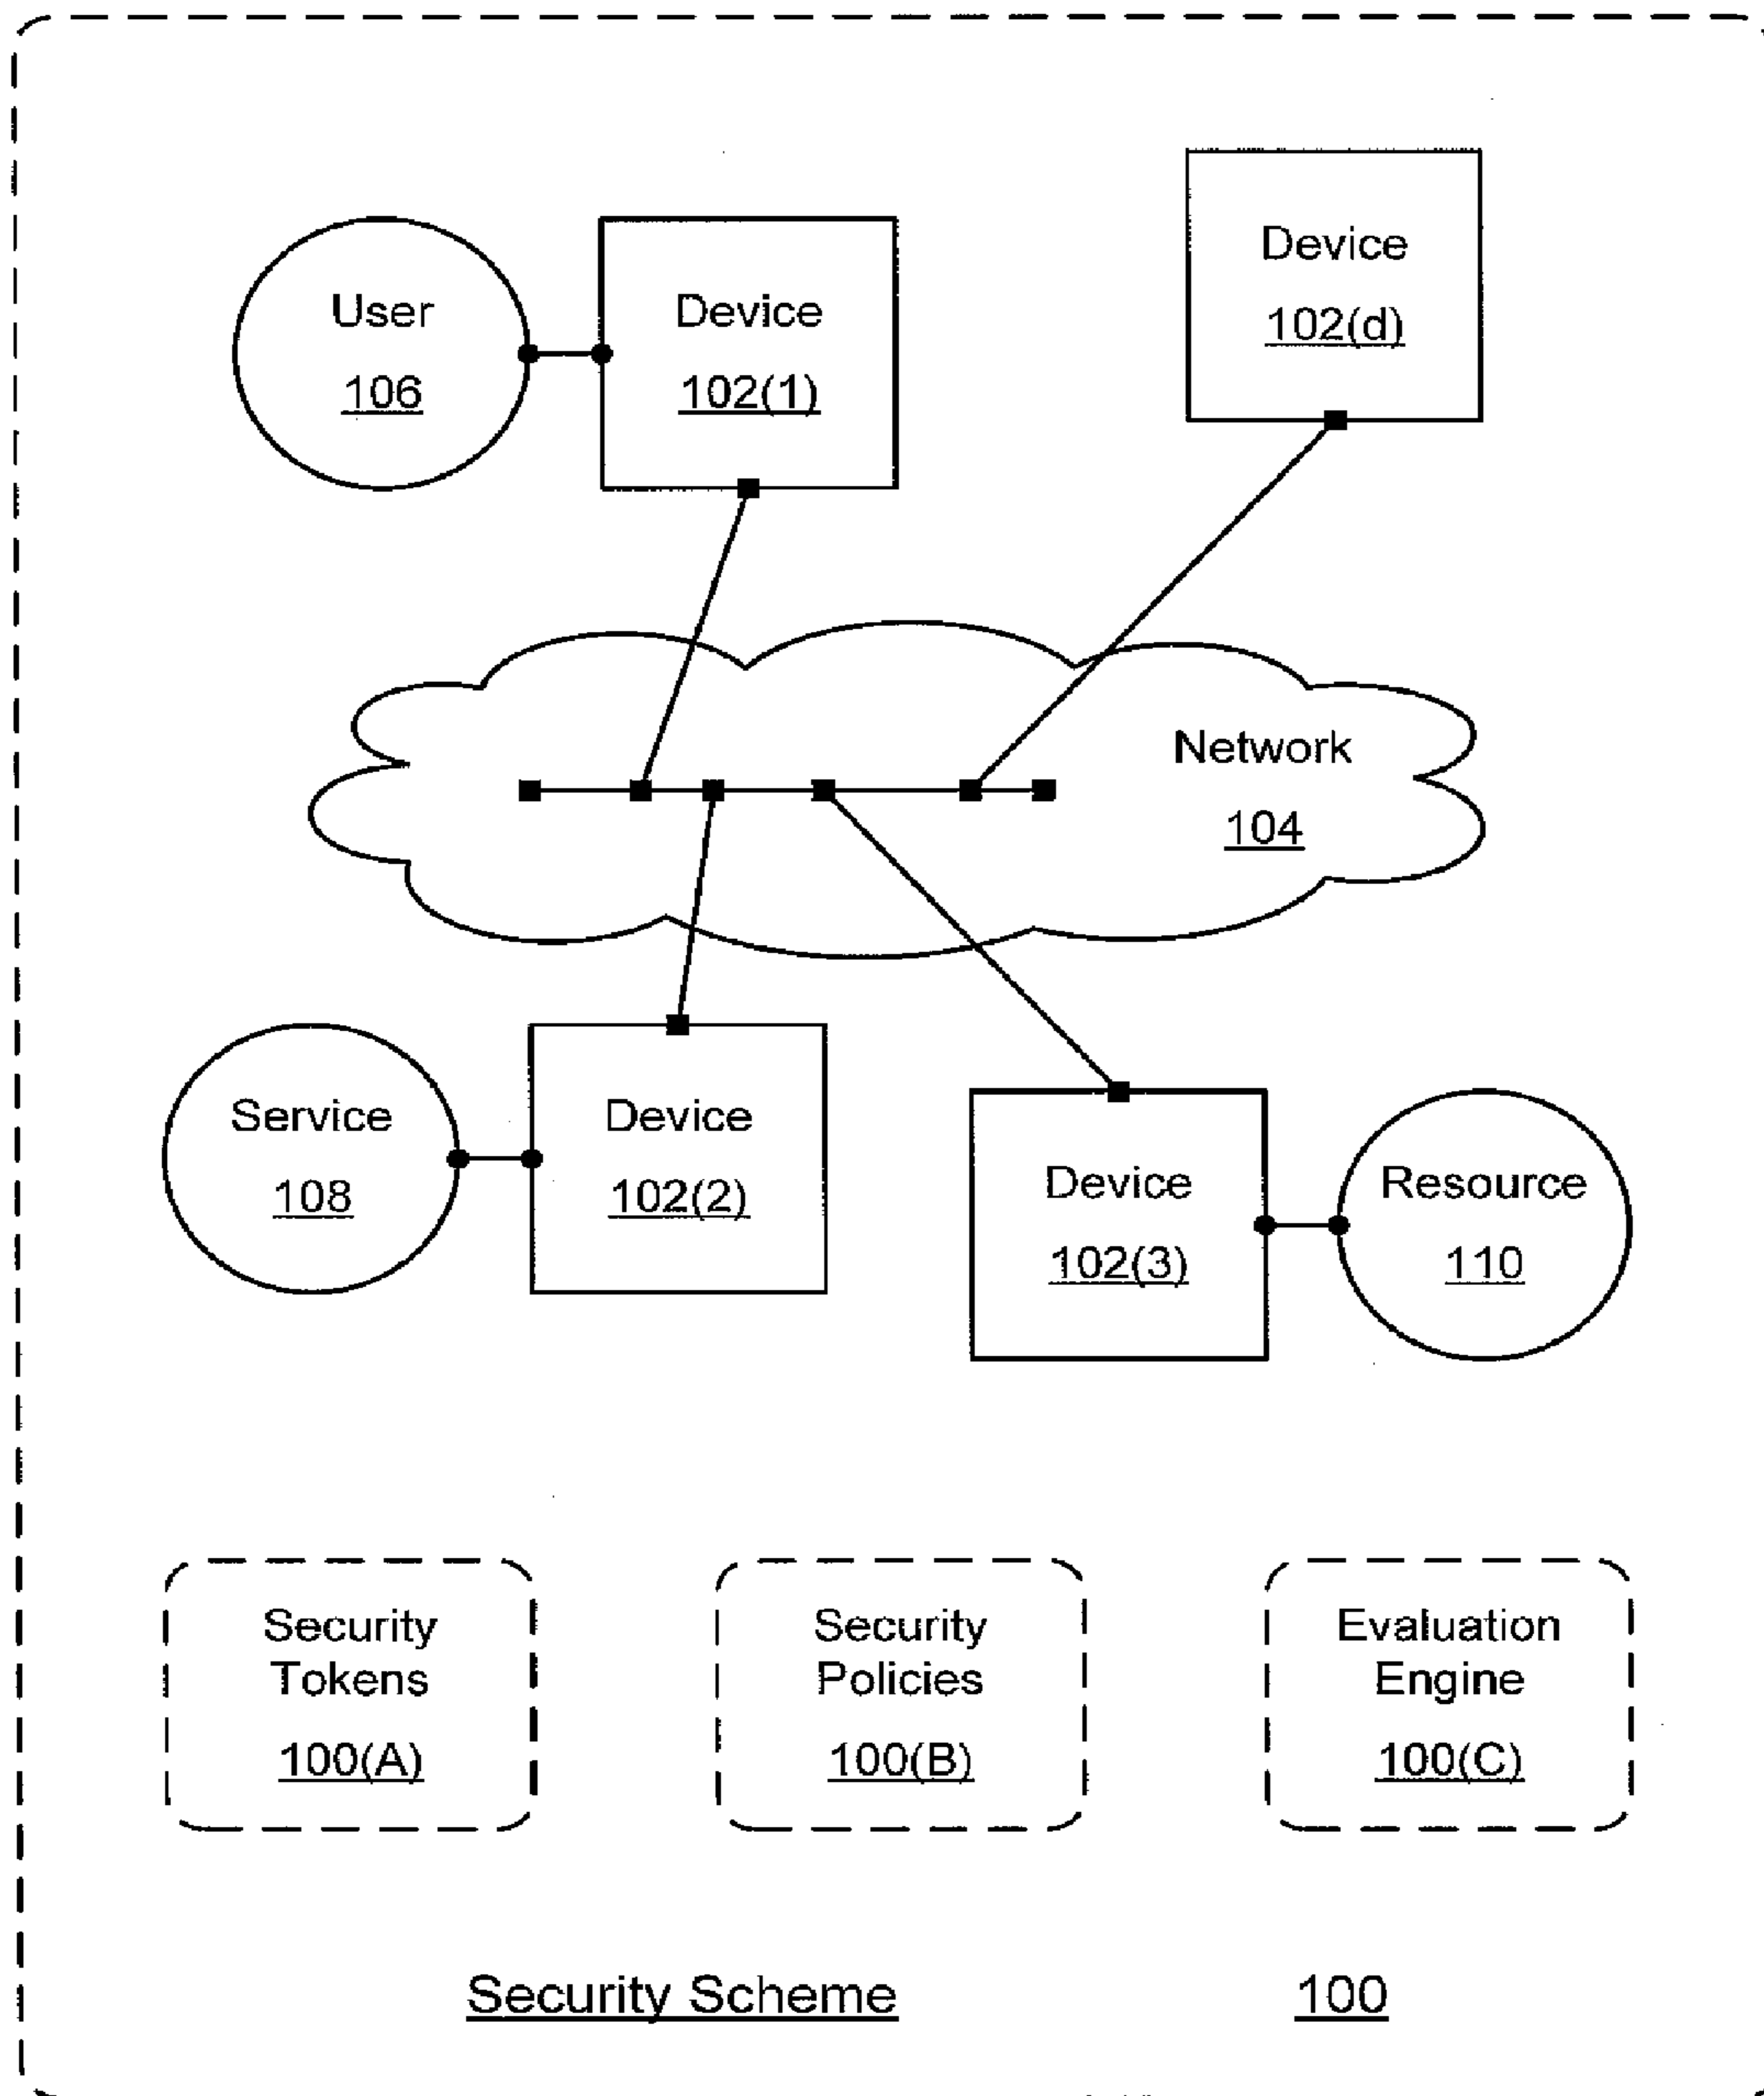 User
106
Device
102(1)
Device
102(d)
Network
104
Service
108
Device
102(2)
Device
102(3)
Resource
110
Security
Tokens
100(A)
Security
Policies
100(B)
Evaluation
Engine
100(C)
Security Scheme 100